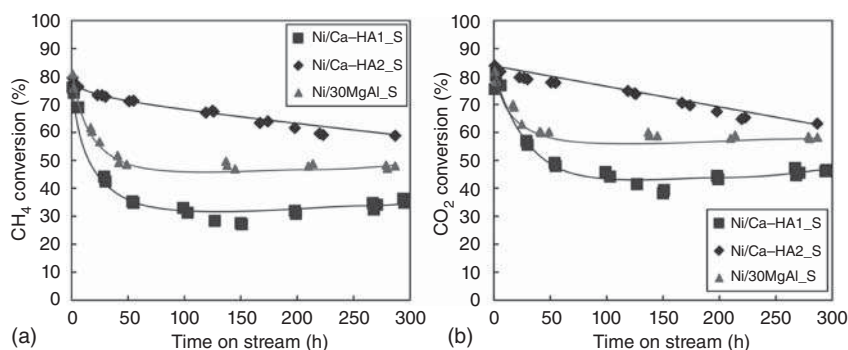 CH4 conversion (%)
100
90
80
70
60
50
40
30
20
10
0
Ni/Ca–HA1_S
Ni/Ca–HA2_S
Ni/30MgAl_S
0 50 100 150 200 250 300
(a) Time on stream (h)
CO2 conversion (%)
100
90
80
70
60
50
40
30
20
10
0
Ni/Ca–HA1_S
Ni/Ca–HA2_S
Ni/30MgAl_S
0 50 100 150 200 250 300
(b) Time on stream (h)